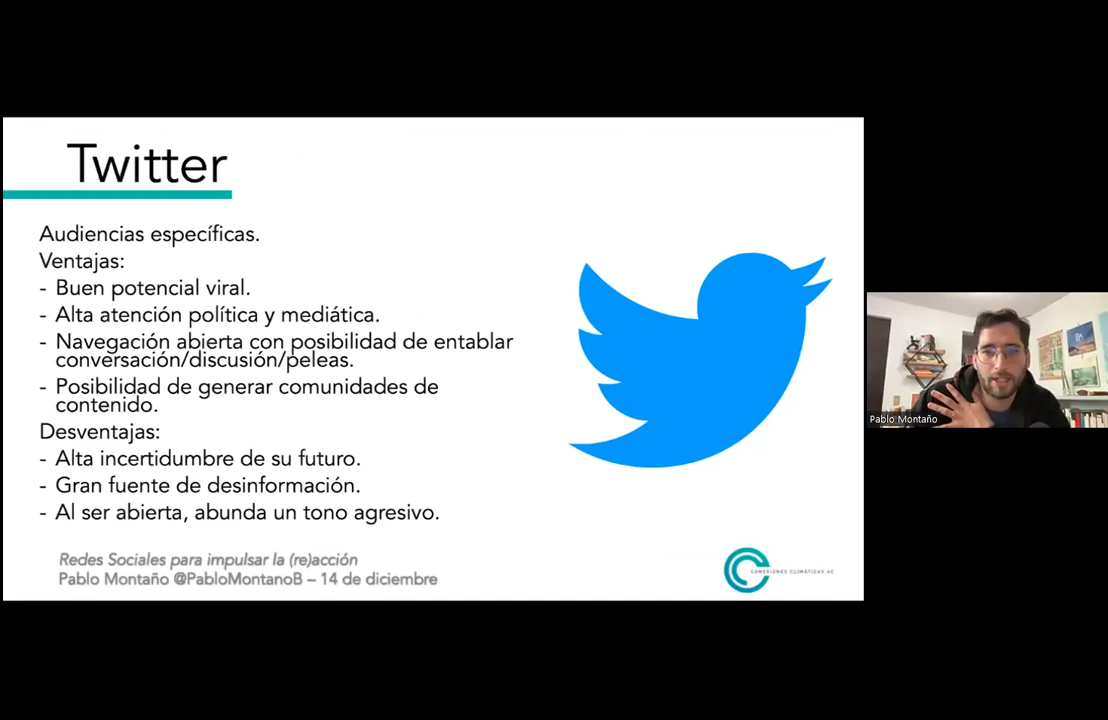 Twitter
Audiencias específicas.
Ventajas:
- Buen potencial viral.
- Alta atención política y mediática.
- Navegación abierta con posibilidad de entablar
conversación/discusión/peleas.
- Posibilidad de generar comunidades de
contenido.
Desventajas:
- Alta incertidumbre de su futuro.
- Gran fuente de desinformación.
- Al ser abierta, abunda un tono agresivo.
Redes Sociales para impulsar la (re)acción
Pablo Montaño @PabloMontanoB – 14 de diciembre
CONEXIONES CLIMÁTICAS AC
Pablo Montaño